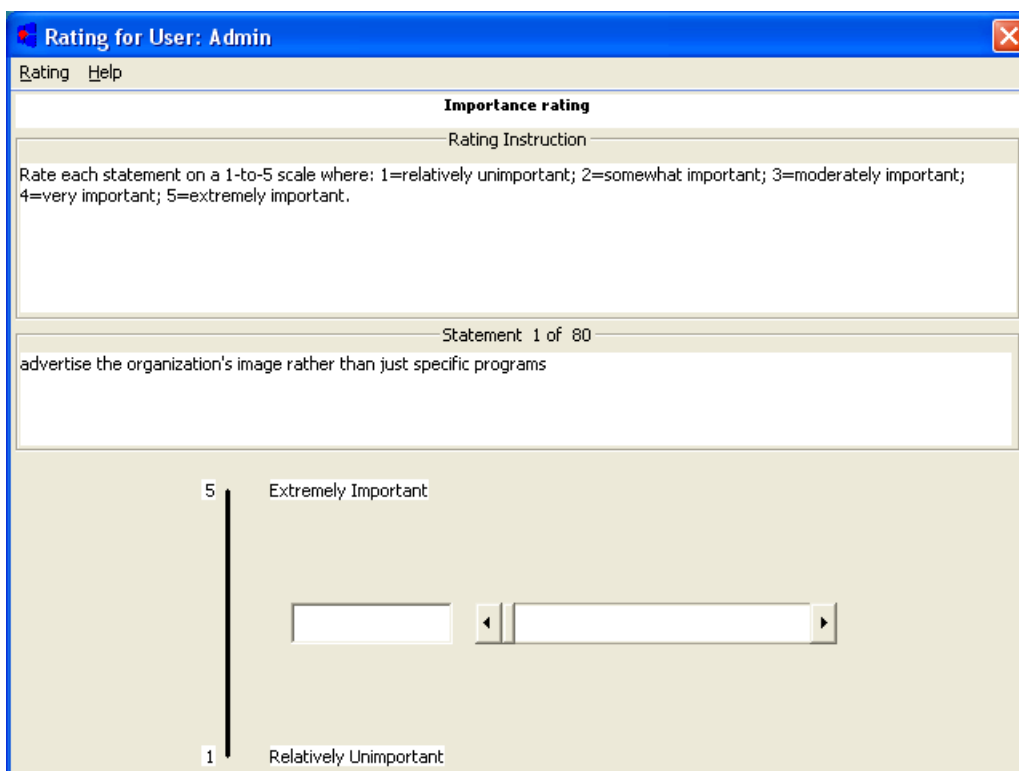 Rating for User: Admin
Rating Help
Importance rating
Rating Instruction
Rate each statement on a 1-to-5 scale where: 1=relatively unimportant; 2=somewhat important; 3=moderately important;
4=very important; 5=extremely important.
Statement 1 of 80
advertise the organization's image rather than just specific programs
5 Extremely Important
1 Relatively Unimportant